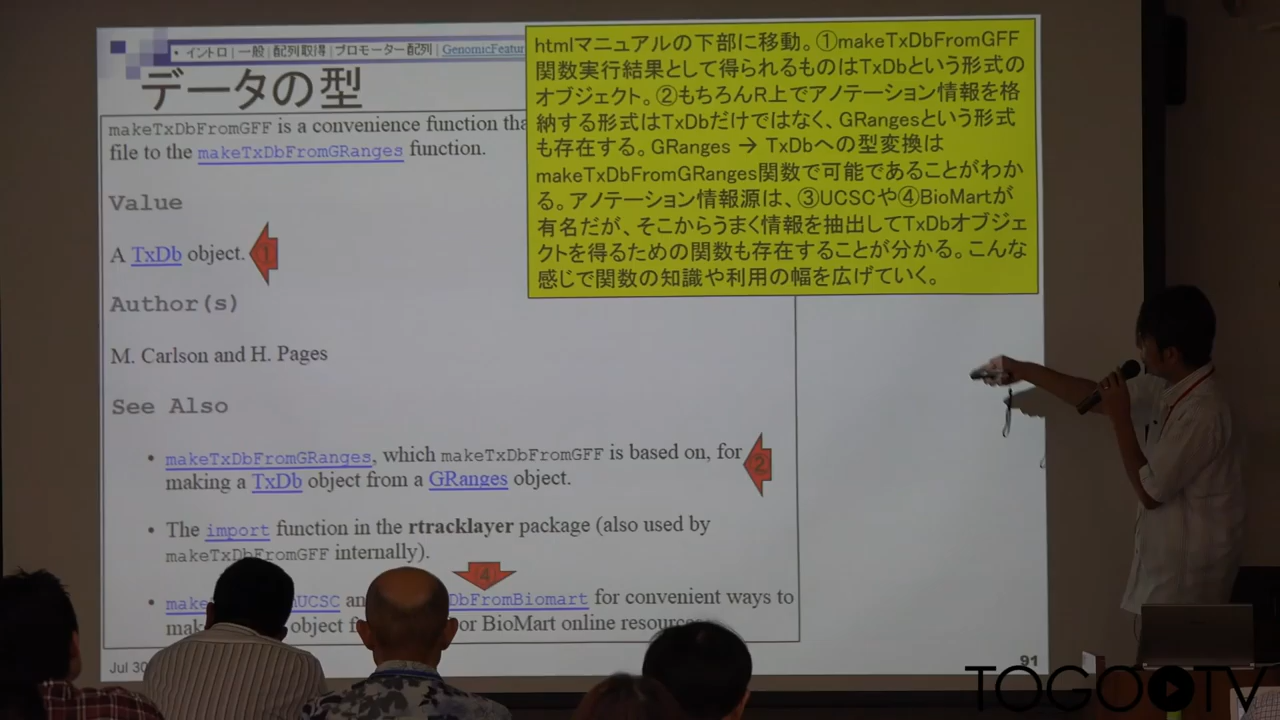 • イントロ | 一般 | 配列取得 | プロモーター配列 | GenomicFeatur
データの型
makeTxDbFromGFF is a convenience function tha
file to the makeTxDbFromGRanges function.
Value
A TxDb object.
①
Author(s)
M. Carlson and H. Pages
See Also
• makeTxDbFromGRanges, which makeTxDbFromGFF is based on, for
making a TxDb object from a GRanges object.
②
• The import function in the rtracklayer package (also used by
makeTxDbFromGFF internally).
④
• make UCSC an DbFromBiomart for convenient ways to
mak object f or BioMart online resources.
htmlマニュアルの下部に移動。①makeTxDbFromGFF
関数実行結果として得られるものはTxDbという形式の
オブジェクト。②もちろんR上でアノテーション情報を格
納する形式はTxDbだけではなく、GRangesという形式
も存在する。GRanges → TxDbへの型変換は
makeTxDbFromGRanges関数で可能であることがわか
る。アノテーション情報源は、③UCSCや④BioMartが
有名だが、そこからうまく情報を抽出してTxDbオブジェ
クトを得るための関数も存在することが分かる。こんな
感じで関数の知識や利用の幅を広げていく。
Jul 30
91
TOGO TV